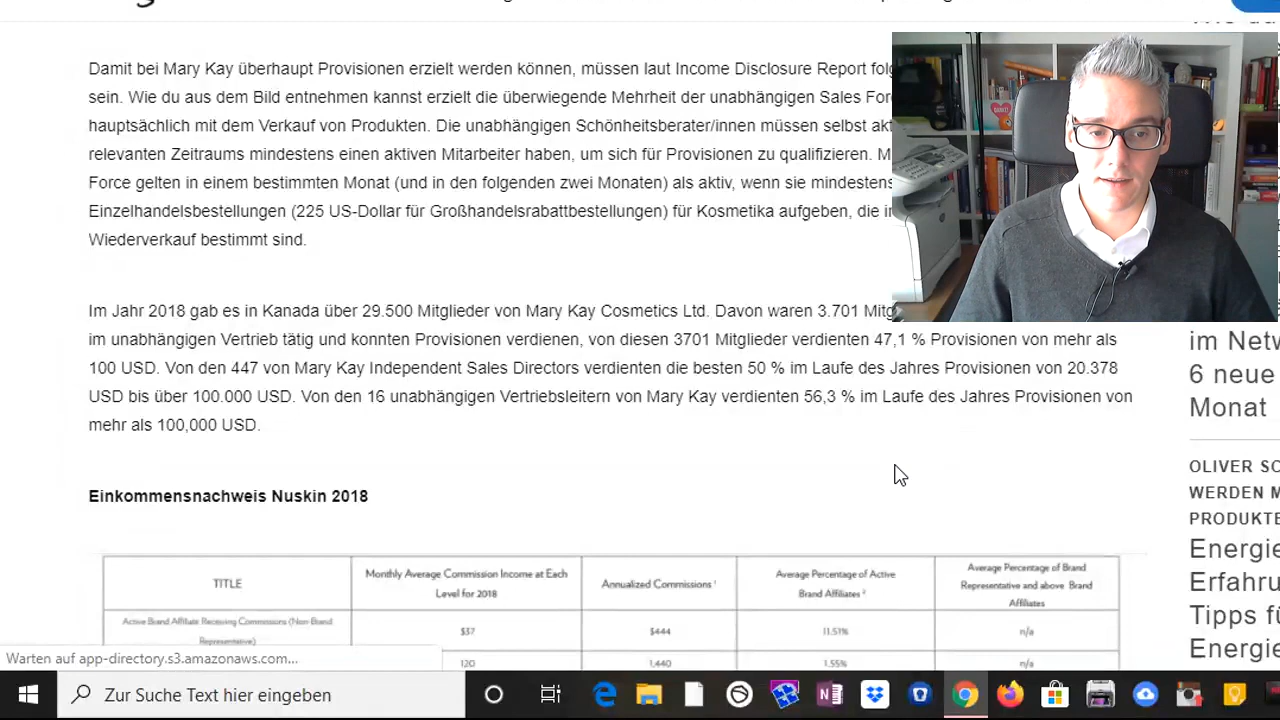 Damit bei Mary Kay überhaupt Provisionen erzielt werden können, müssen laut Income Disclosure Report
sein. Wie du aus dem Bild entnehmen kannst erzielt die überwiegende Mehrheit der unabhängigen Sales
hauptsächlich mit dem Verkauf von Produkten. Die unabhängigen Schönheitsberater/innen müssen selbst
relevanten Zeitraums mindestens einen aktiven Mitarbeiter haben, um sich für Provisionen zu qualifizieren.
Force gelten in einem bestimmten Monat (und in den folgenden zwei Monaten) als aktiv, wenn sie mindestens
Einzelhandelsbestellungen (225 US-Dollar für Großhandelsrabattbestellungen) für Kosmetika aufgeben, die
Wiederverkauf bestimmt sind.
Im Jahr 2018 gab es in Kanada über 29.500 Mitglieder von Mary Kay Cosmetics Ltd. Davon waren 3.701
im unabhängigen Vertrieb tätig und konnten Provisionen verdienen, von diesen 3701 Mitglieder verdienten 47,1 % Provisionen von mehr als
100 USD. Von den 447 von Mary Kay Independent Sales Directors verdienten die besten 50 % im Laufe des Jahres Provisionen von 20.378
USD bis über 100.000 USD. Von den 16 unabhängigen Vertriebsleitern von Mary Kay verdienten 56,3 % im Laufe des Jahres Provisionen von
mehr als 100,000 USD.
Einkommensnachweis Nuskin 2018
TITLE
Monthly Average Commission Income at Each
Level for 2018
Annualized Commissions ¹
Average Percentage of Active
Brand Affiliates ²
Average Percentage of Brand
Representative and above Brand
Affiliates
Active Brand Affiliate Receiving Commissions (Non-Brand
Representative)
$37
$444
11.51%
n/a
120
1,440
1.55%
n/a
im
6 neue
Monat
OLIVER
WERDEN
Tipps
Warten auf app-directory.s3.amazonaws.com...
Zur Suche Text hier eingeben